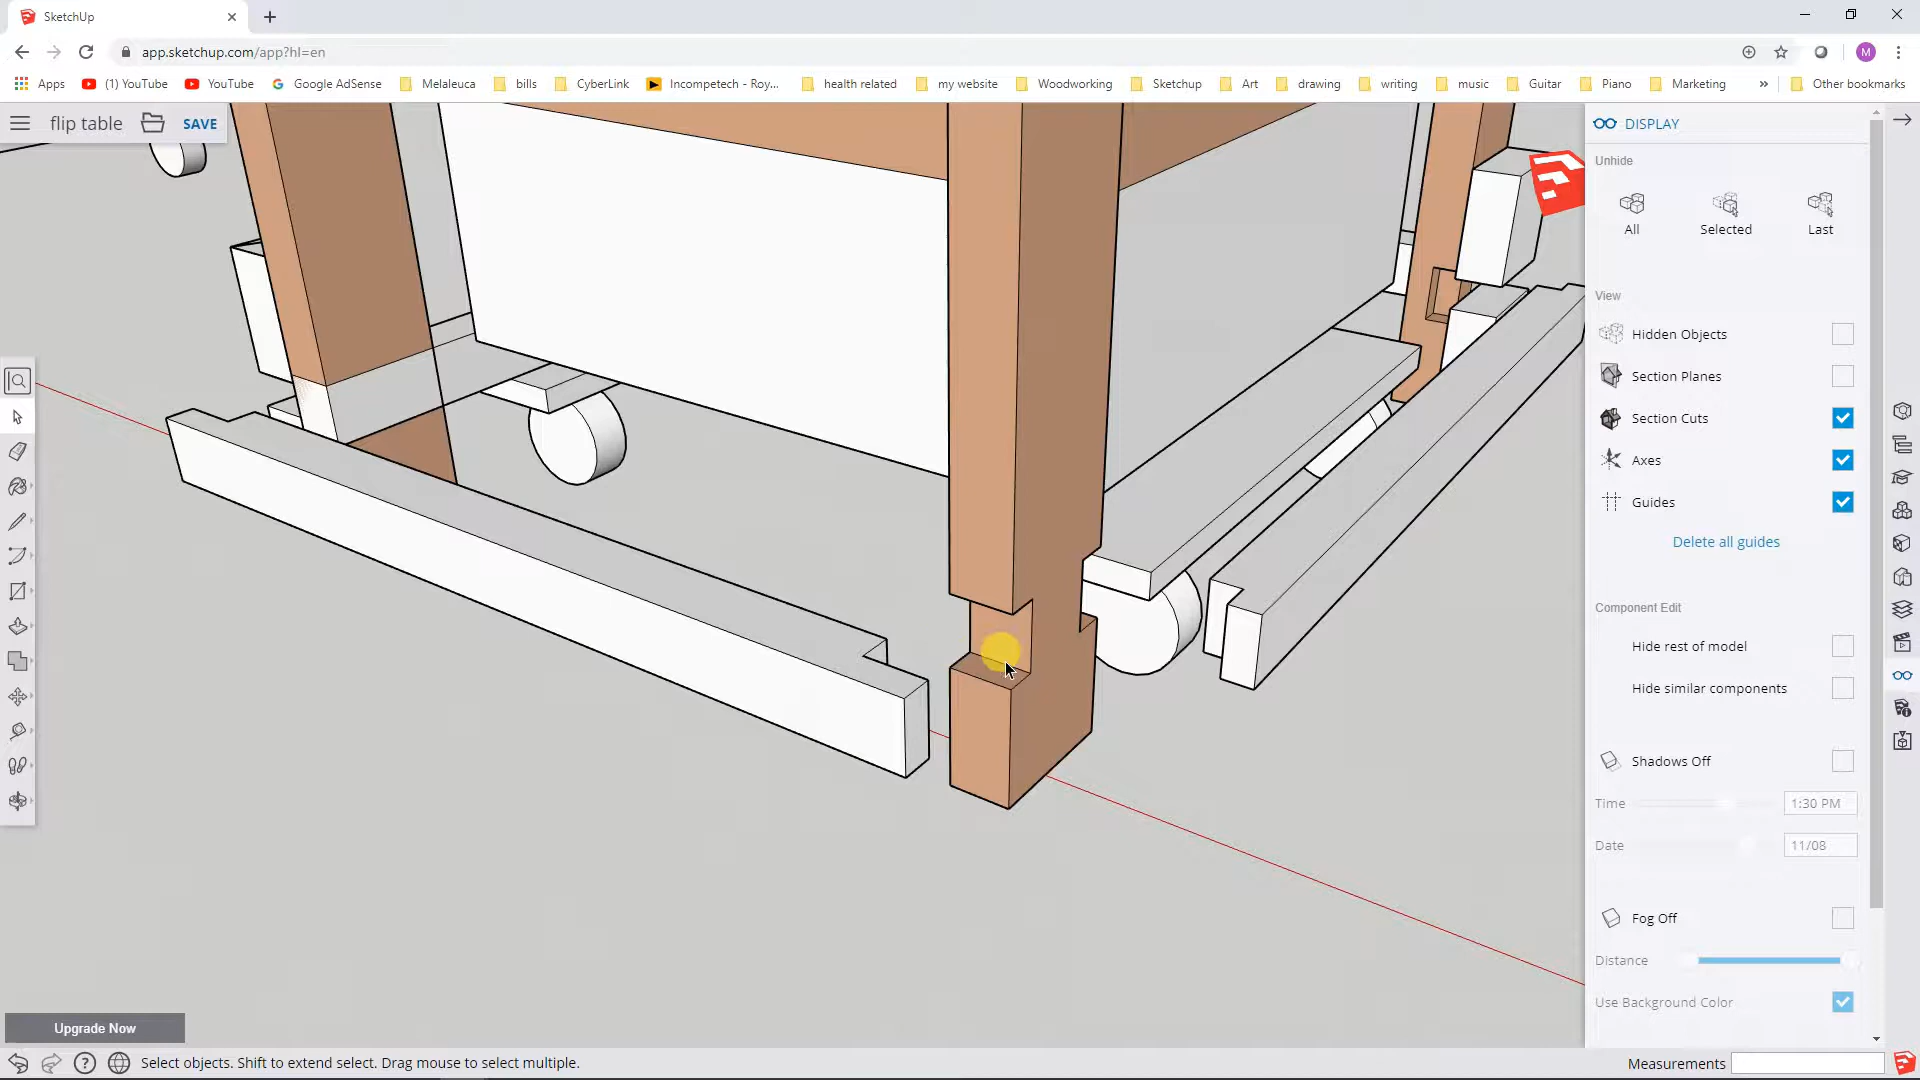 SketchUp
app.sketchup.com/app?hl=en
M
Apps (1) YouTube YouTube Google AdSense Melaleuca bills CyberLink Incompetech - Roy... health related my website Woodworking Sketchup Art drawing writing music Guitar Piano Marketing » Other bookmarks
flip table SAVE
DISPLAY
Unhide
All Selected Last
View
Hidden Objects
Section Planes
Section Cuts
Axes
Guides
Delete all guides
Component Edit
Hide rest of model
Hide similar components
Shadows Off
Time 1:30 PM
Date 11/08
Fog Off
Distance
Use Background Color
Upgrade Now
Select objects. Shift to extend select. Drag mouse to select multiple.
Measurements